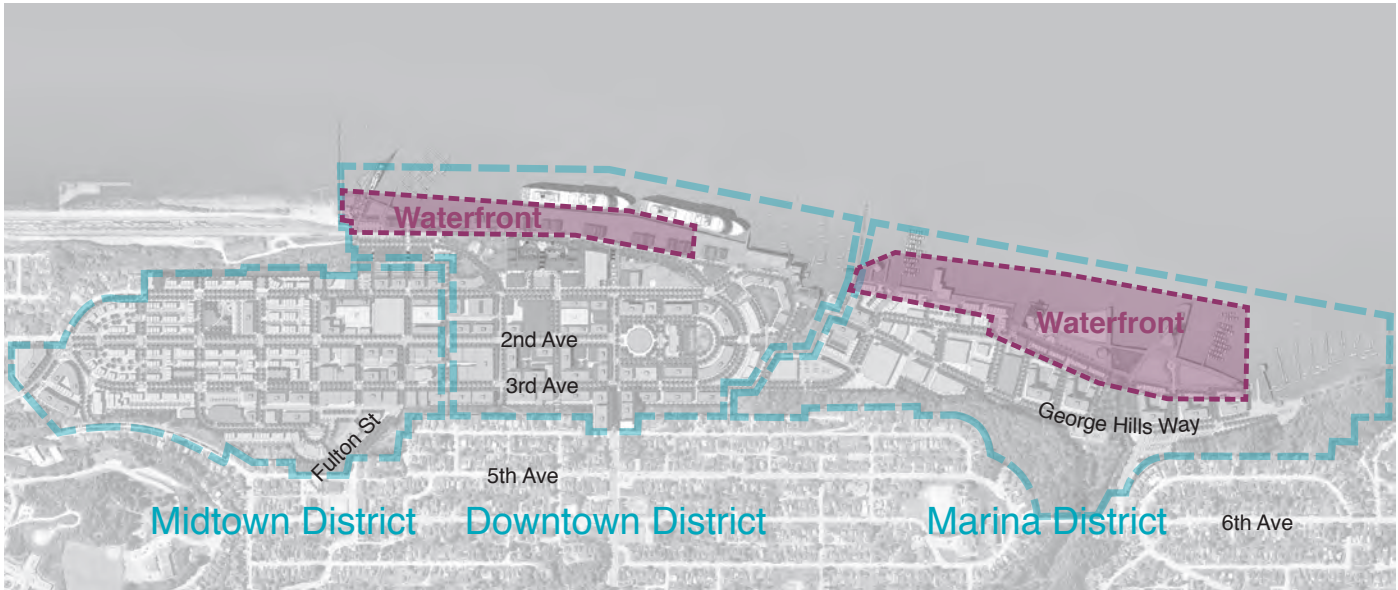 Waterfront
Waterfront
2nd Ave
3rd Ave
George Hills Way
Fulton St
5th Ave
Midtown District
Downtown District
Marina District
6th Ave